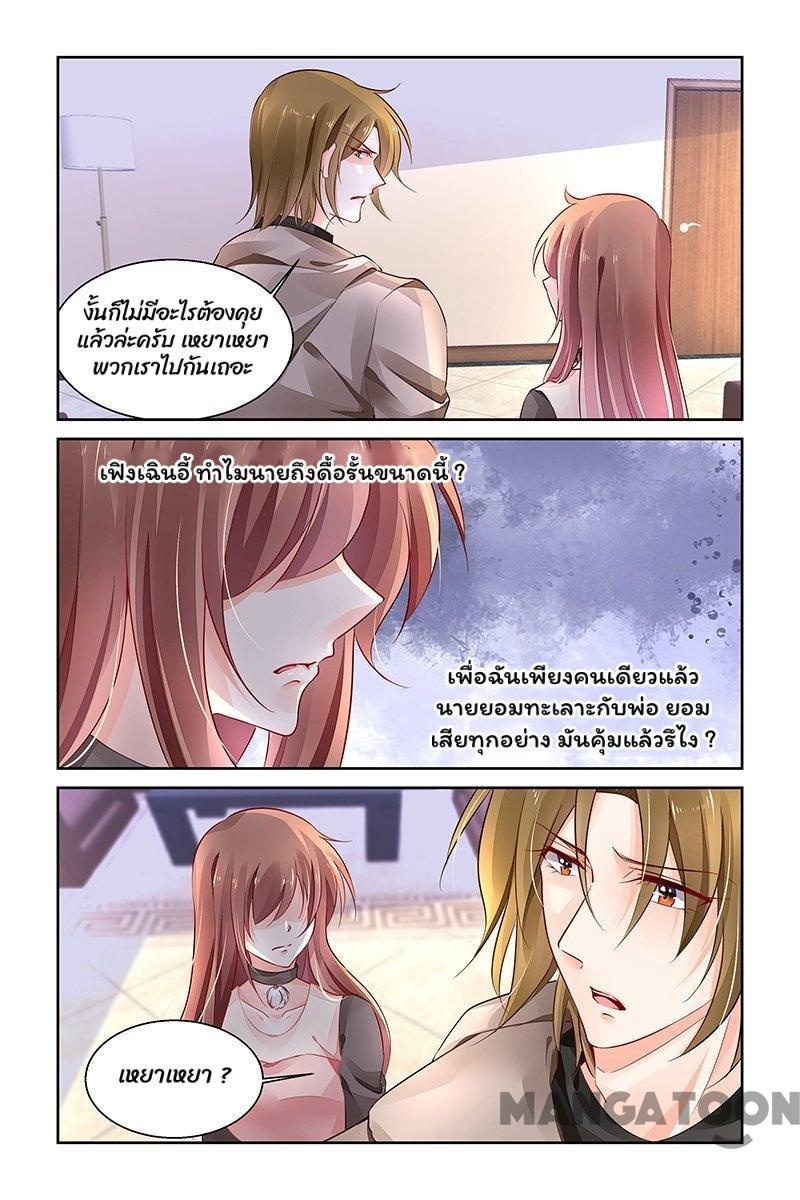 งั้นก็ไม่มีอะไรต้องคุย
แล้วล่ะครับ เหยาเหยา
พวกเราไปกันเถอะ
เฟิงเฉินอี้ ทำไมนายถึงดื้อรั้นขนาดนี้ ?
เพื่อฉันเพียงคนเดียวแล้ว
นายยอมทะเลาะกับพ่อ ยอม
เสียทุกอย่าง มันคุ้มแล้วรึไง ?
เหยาเหยา ?
MANGATOON